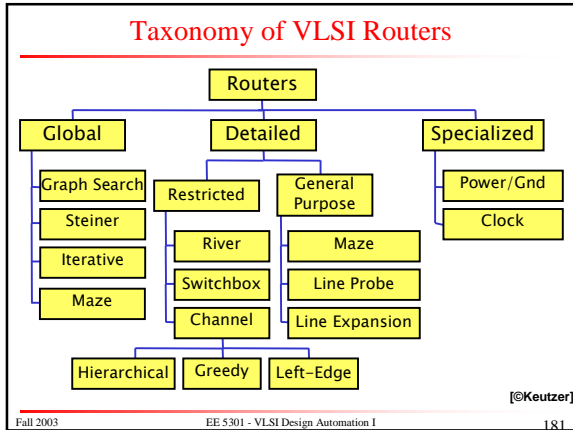 Taxonomy of VLSI Routers
Routers
Global
Detailed
Specialized
Graph Search
Steiner
Iterative
Maze
Restricted
River
Switchbox
Channel
General
Purpose
Maze
Line Probe
Line Expansion
Power/Gnd
Clock
Hierarchical
Greedy
Left-Edge
[©Keutzer]
Fall 2003
EE 5301 - VLSI Design Automation I
181